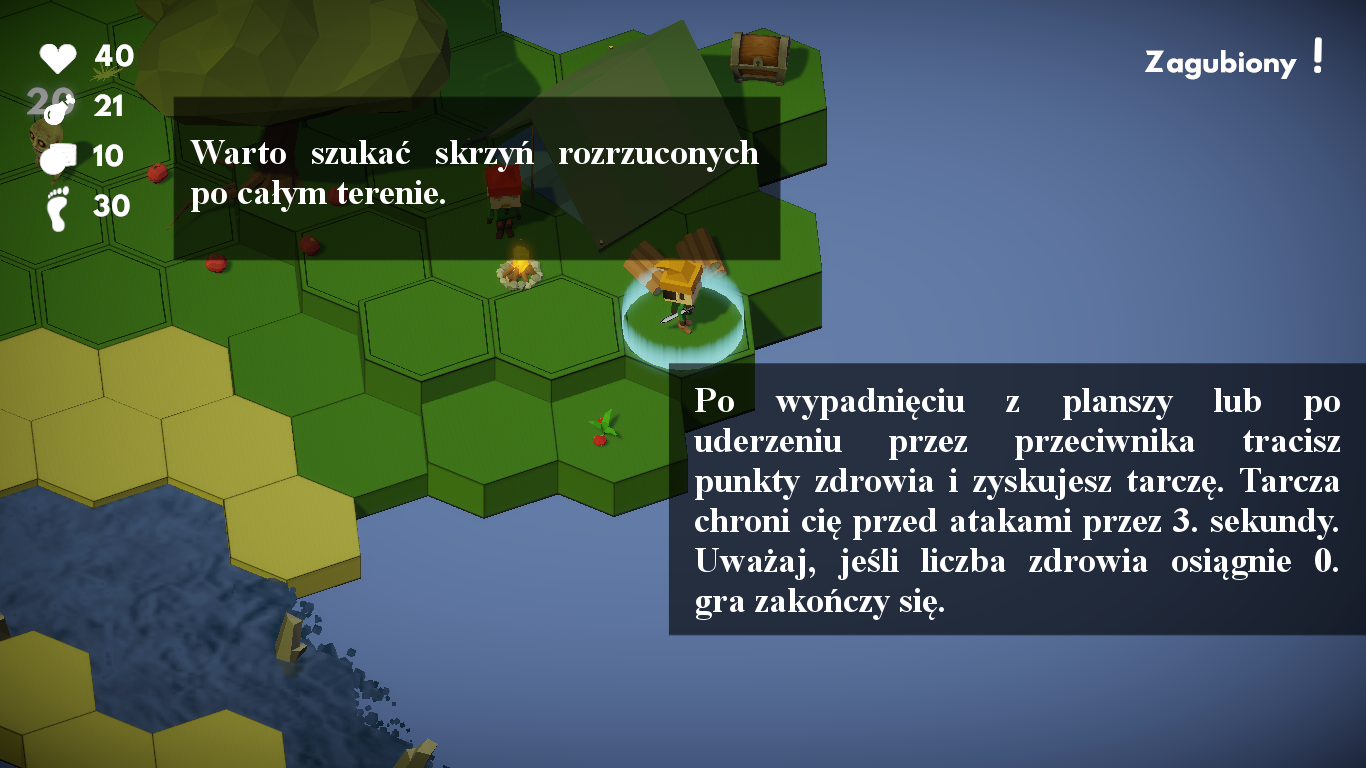 40
Zagubiony !
20
21
10
30
Warto szukać skrzyń rozrzuconych
po całym terenie.
Po wypadnięciu z planszy lub po
uderzeniu przez przeciwnika tracisz
punkty zdrowia i zyskujesz tarczę. Tarcza
chroni cię przed atakami przez 3. sekundy.
Uważaj, jeśli liczba zdrowia osiągnie 0.
gra zakończy się.